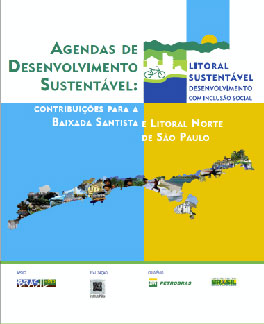 AGENDAS DE
DESENVOLVIMENTO
SUSTENTÁVEL:
LITORAL
SUSTENTÁVEL
DESENVOLVIMENTO
COM INCLUSÃO SOCIAL
CONTRIBUIÇÕES PARA A
BAIXADA SANTISTA E LITORAL NORTE
DE SÃO PAULO
PETROBRAS
BRASIL